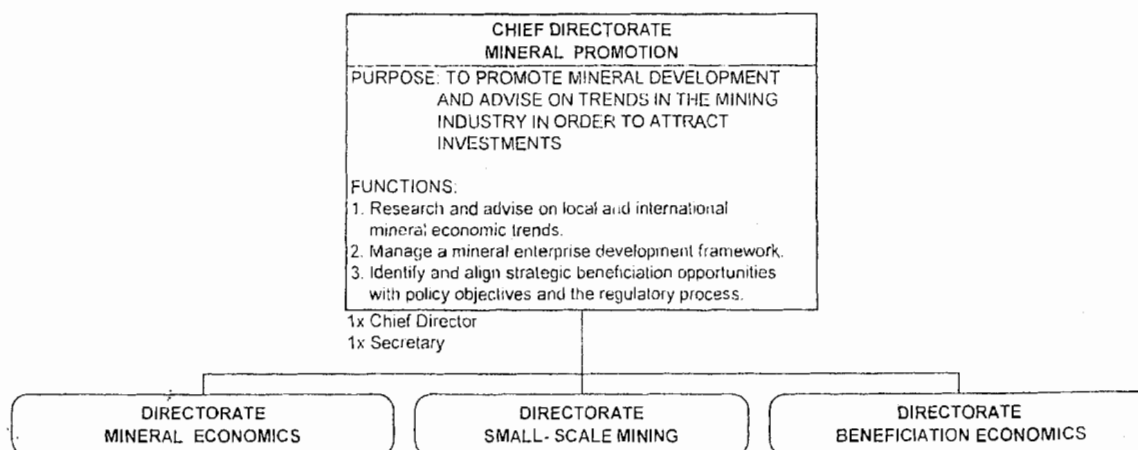 CHIEF DIRECTORATE
MINERAL PROMOTION
PURPOSE: TO PROMOTE MINERAL DEVELOPMENT
AND ADVISE ON TRENDS IN THE MINING
INDUSTRY IN ORDER TO ATTRACT
INVESTMENTS
FUNCTIONS:
1. Research and advise on local and international
mineral economic trends.
2. Manage a mineral enterprise development framework.
3. Identify and align strategic beneficiation opportunities
with policy objectives and the regulatory process.
1x Chief Director
1x Secretary
DIRECTORATE
MINERAL ECONOMICS
DIRECTORATE
SMALL- SCALE MINING
DIRECTORATE
BENEFICIATION ECONOMICS